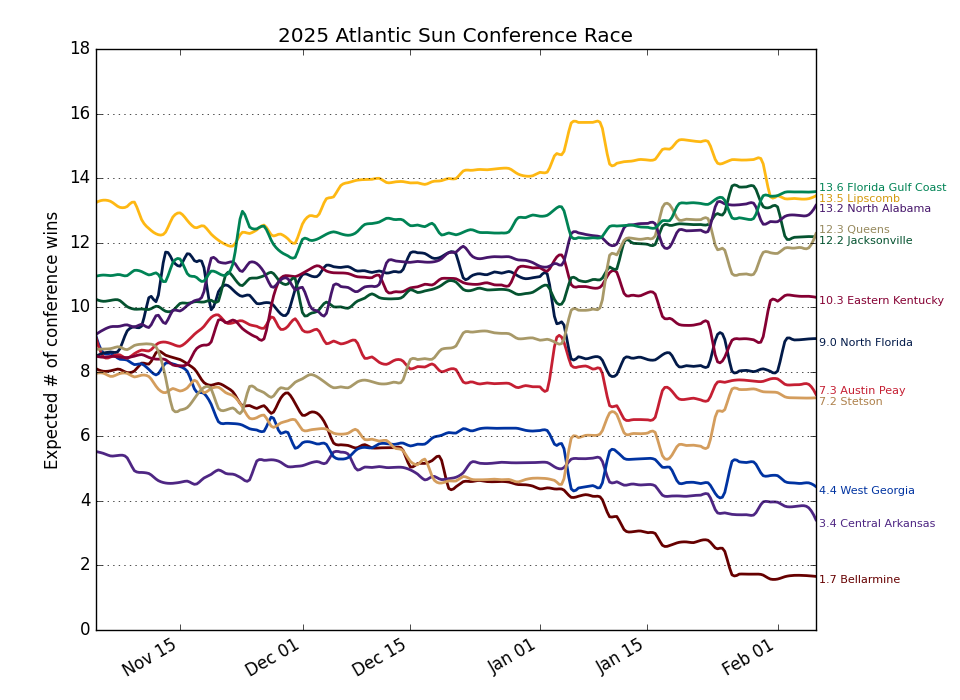 2025 Atlantic Sun Conference Race
Expected # of conference wins
18
16
14
12
10
8
6
4
2
0
13.6 Florida Gulf Coast
13.5 Lipscomb
13.2 North Alabama
12.3 Queens
12.2 Jacksonville
10.3 Eastern Kentucky
9.0 North Florida
7.3 Austin Peay
7.2 Stetson
4.4 West Georgia
3.4 Central Arkansas
1.7 Bellarmine
Nov 15
Dec 01
Dec 15
Jan 01
Jan 15
Feb 01